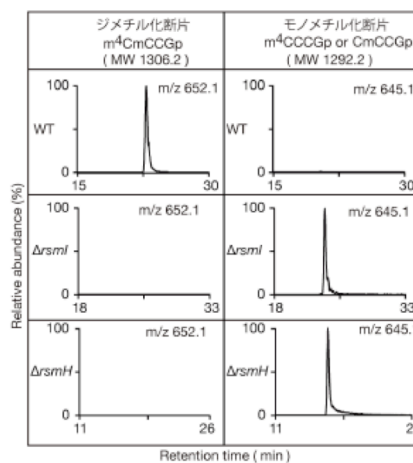 ジメチル化断片
m⁴CmCCGp
( MW 1306.2 )
モノメチル化断片
m⁴CCCGp or CmCCGp
( MW 1292.2 )
Relative abundance (%)
WT
100
0
15
30
m/z 652.1
WT
100
0
15
30
m/z 645.1
ΔrsmI
100
0
18
33
m/z 652.1
ΔrsmI
100
0
18
33
m/z 645.1
ΔrsmH
100
0
11
26
m/z 652.1
ΔrsmH
100
0
11
m/z 645.
Retention time ( min )